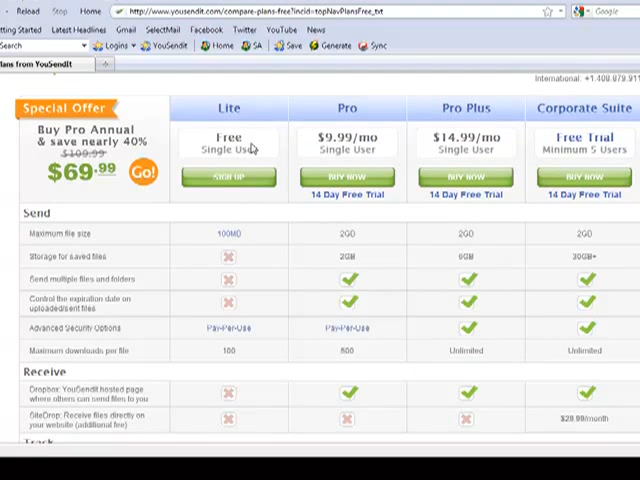 Reload Stop Home http://www.yousendit.com/compare-plans-free?incid=topNavPlansFree_txt Google
etting Started Latest Headlines Gmail SelectMail Facebook Twitter YouTube News
Search Logins YouSendIt Home SA Save Generate Sync
Plans from YouSendIt
International: +1.408.879.911
Special Offer Lite Pro Pro Plus Corporate Suite
Buy Pro Annual
& save nearly 40%
$109.99
$69.99 Go!
Free $9.99/mo $14.99/mo Free Trial
Single User Single User Single User Minimum 5 Users
SIGN UP BUY NOW BUY NOW BUY NOW
14 Day Free Trial 14 Day Free Trial 14 Day Free Trial
Send
Maximum file size 100MB 2GB 2GB 2GB
Storage for saved files 2GB
Send multiple files and folders
Control the expiration date on
uploaded/sent files
Advanced Security Options Pay-Per-Use Pay-Per-Use
Maximum downloads per file 100 500 Unlimited Unlimited
Receive
Dropbox: YouSendIt hosted page
where others can send files to you
SiteDrop: Receive files directly on
your website (additional fee) $29.99/month
Track